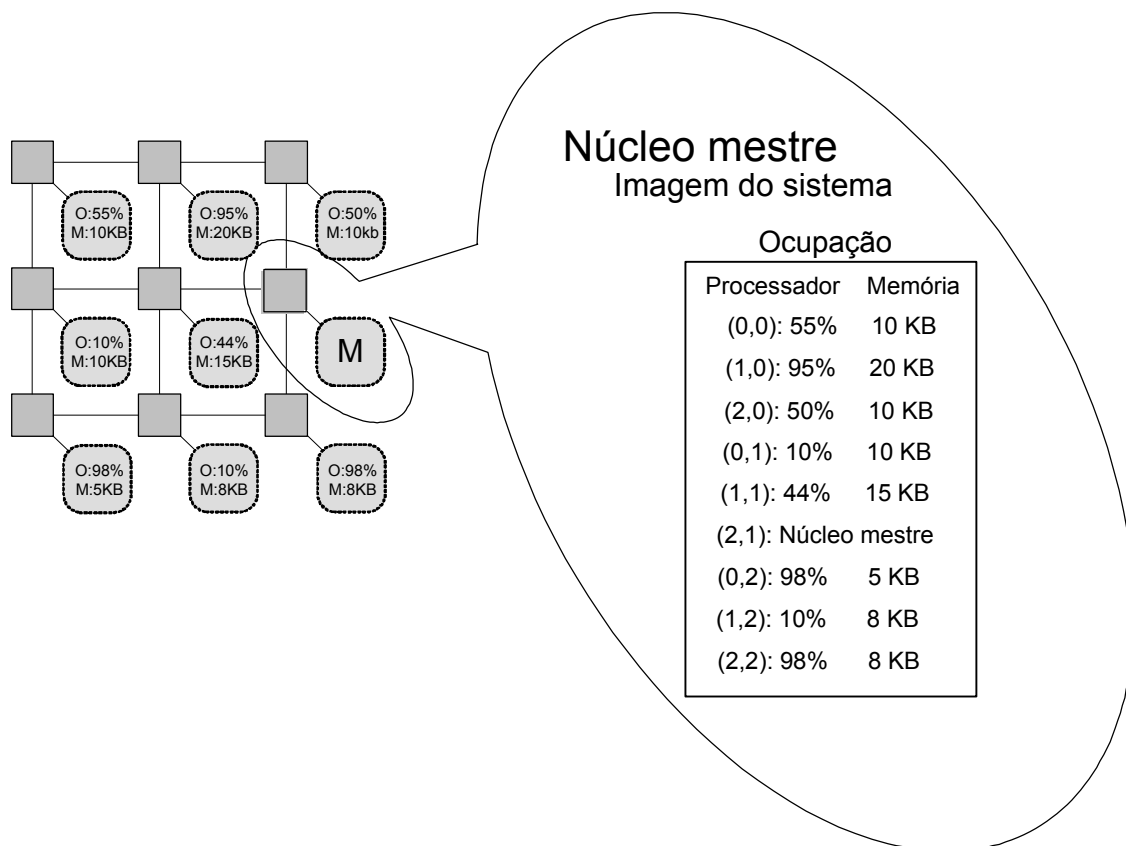 Núcleo mestre
Imagem do sistema
Ocupação
Processador Memória
(0,0): 55% 10 KB
(1,0): 95% 20 KB
(2,0): 50% 10 KB
(0,1): 10% 10 KB
(1,1): 44% 15 KB
(2,1): Núcleo mestre
(0,2): 98% 5 KB
(1,2): 10% 8 KB
(2,2): 98% 8 KB
O:55%
M:10KB
O:95%
M:20KB
O:50%
M:10kb
O:10%
M:10KB
O:44%
M:15KB
M
O:98%
M:5KB
O:10%
M:8KB
O:98%
M:8KB